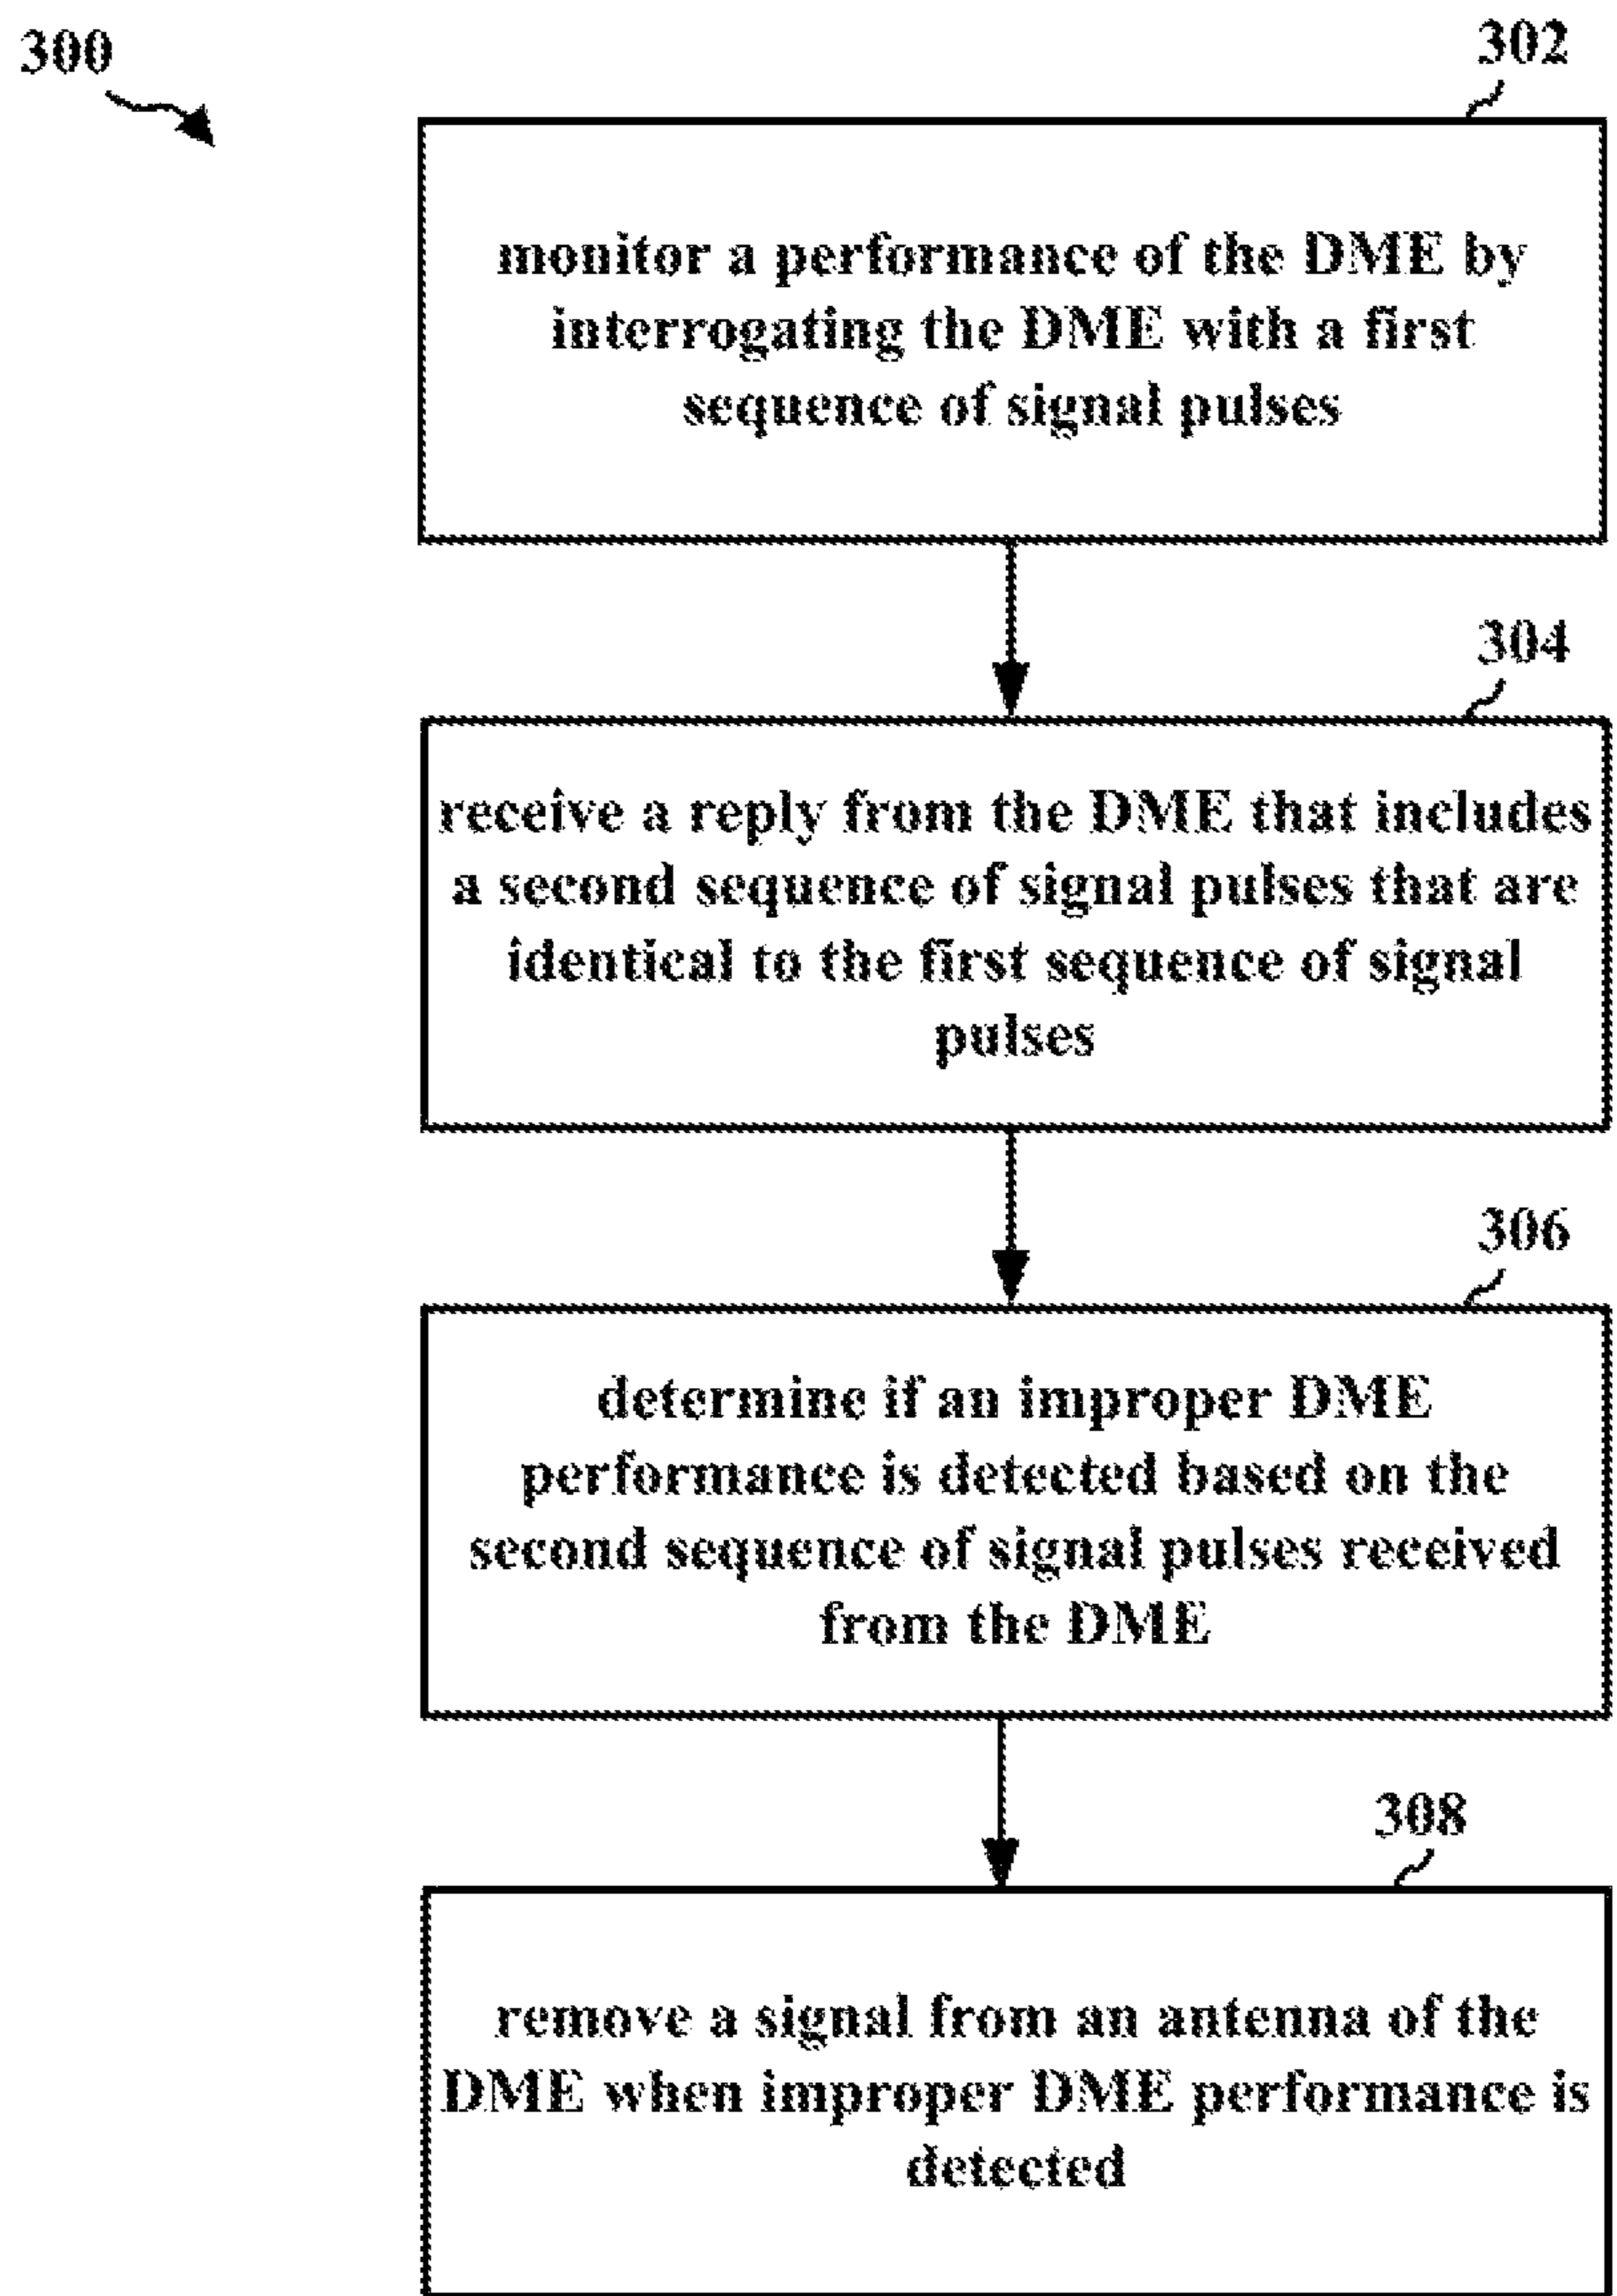 300
302
monitor a performance of the DME by
interrogating the DME with a first
sequence of signal pulses
304
receive a reply from the DME that includes
a second sequence of signal pulses that are
identical to the first sequence of signal
pulses
306
determine if an improper DME
performance is detected based on the
second sequence of signal pulses received
from the DME
308
remove a signal from an antenna of the
DME when improper DME performance is
detected